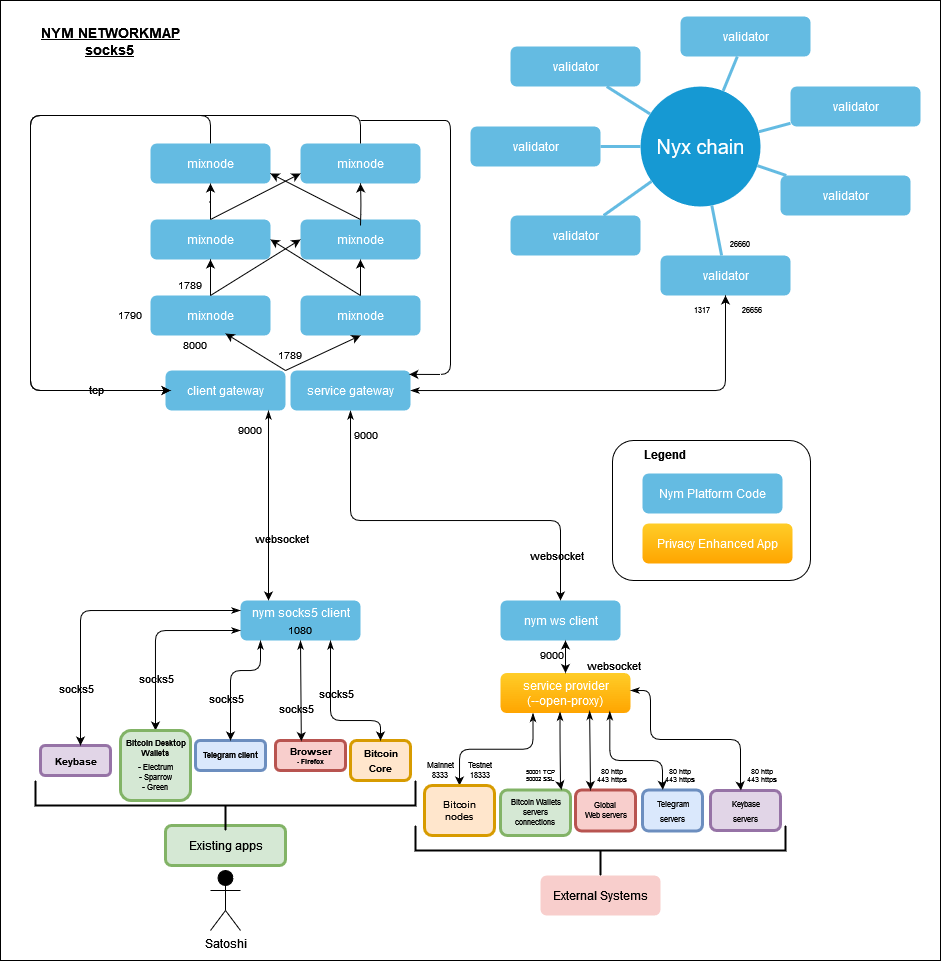 NYM NETWORKMAP
socks5
validator
validator
validator
validator
validator
validator
validator
Nyx chain
26660
validator
1317
26656
mixnode
mixnode
mixnode
mixnode
1789
mixnode
mixnode
1790
8000
1789
tcp
client gateway
service gateway
9000
9000
Legend
Nym Platform Code
Privacy Enhanced App
websocket
websocket
nym socks5 client
1080
nym ws client
9000
websocket
service provider
(--open-proxy)
socks5
socks5
socks5
socks5
socks5
Keybase
Bitcoin Desktop
Wallets
- Electrum
- Sparrow
- Green
Telegram client
Browser
- Firefox
Bitcoin
Core
Mainnet
8333
Testnet
18333
50001 TCP
50002 SSL
80 http
443 https
80 http
443 https
80 http
443 https
Bitcoin
nodes
Bitcoin Wallets
servers
connections
Global
Web servers
Telegram
servers
Keybase
servers
Existing apps
External Systems
Satoshi